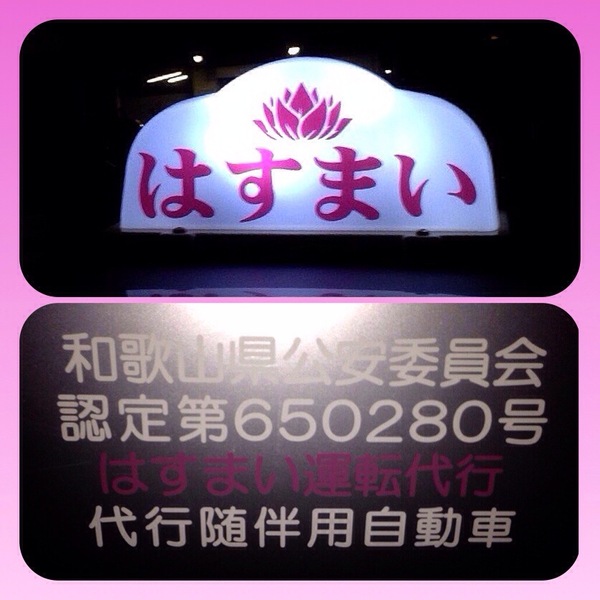 はすまい
和歌山県公安委員会
認定第650280号
はすまい運転代行
代行随伴用自動車